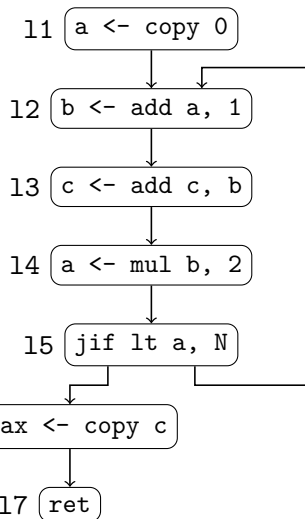 l1 a <- copy 0
l2 b <- add a, 1
l3 c <- add c, b
l4 a <- mul b, 2
l5 jif lt a, N
ax <- copy c
l7 ret